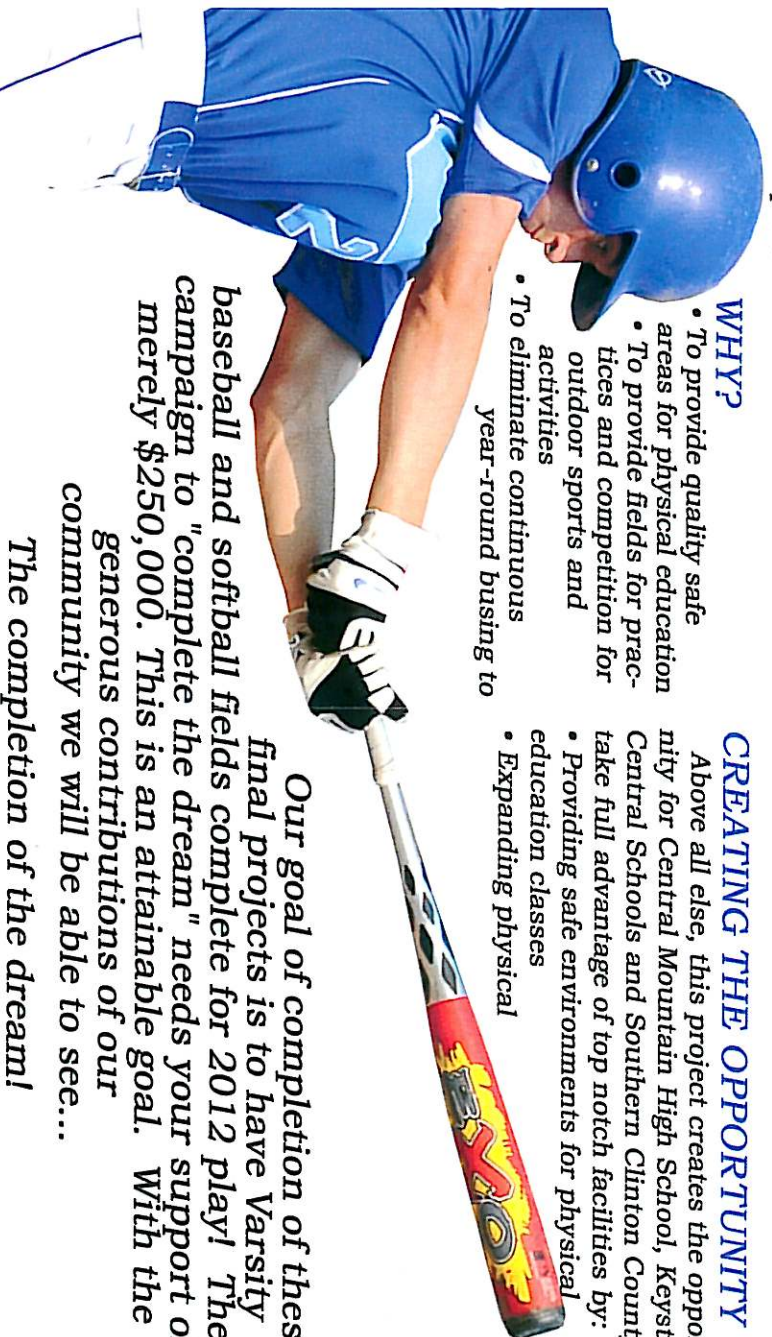 WHY?
• To provide quality safe
areas for physical education
• To provide fields for prac-
tices and competition for
outdoor sports and
activities
• To eliminate continuous
year-round busing to
CREATING THE OPPORTUNITY
Above all else, this project creates the oppo
nity for Central Mountain High School, Keyst
Central Schools and Southern Clinton Count
take full advantage of top notch facilities by:
• Providing safe environments for physical
education classes
• Expanding physical
2
EVO
Our goal of completion of thes
final projects is to have Varsity
baseball and softball fields complete for 2012 play! The
campaign to "complete the dream" needs your support o
merely $250,000. This is an attainable goal. With the
generous contributions of our
community we will be able to see...
The completion of the dream!